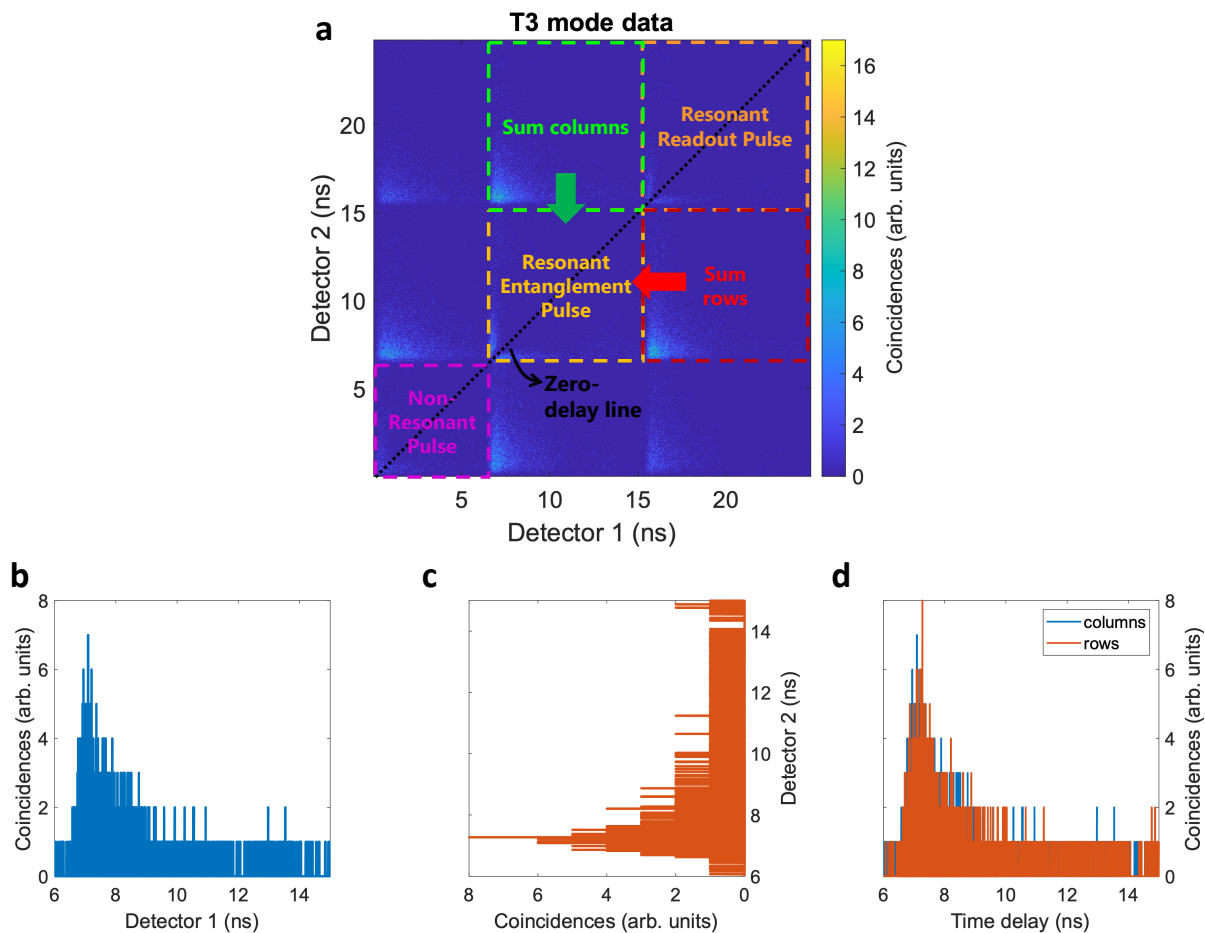 a
T3 mode data
Sum columns
Resonant
Readout Pulse
Resonant
Entanglement
Pulse
Sum
rows
Zero-
delay line
Non-
Resonant
Pulse
Detector 2 (ns)
20
15
10
5
5
10
15
20
Detector 1 (ns)
16
14
12
10
8
6
4
2
0
Coincidences (arb. units)
b
Coincidences (arb. units)
8
6
4
2
0
6
8
10
12
14
Detector 1 (ns)
c
14
12
10
8
6
Detector 2 (ns)
8
6
4
2
0
Coincidences (arb. units)
d
columns
rows
8
6
4
2
0
Coincidences (arb. units)
6
8
10
12
14
Time delay (ns)